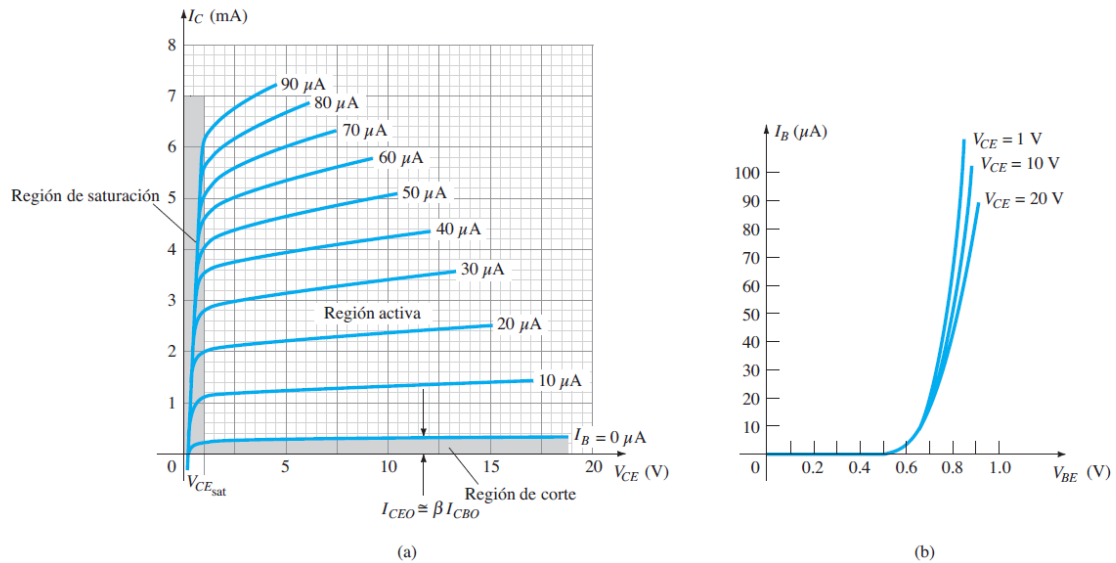 I_C (mA)
8
7
6
5
4
3
2
1
0
90 μA
80 μA
70 μA
60 μA
50 μA
40 μA
30 μA
20 μA
10 μA
I_B = 0 μA
Región de saturación
Región activa
Región de corte
5
10
15
20
V_CE (V)
V_CEsat
I_CEO ≅ β I_CBO
(a)
I_B (μA)
100
90
80
70
60
50
40
30
20
10
0
0.2
0.4
0.6
0.8
1.0
V_BE (V)
V_CE = 1 V
V_CE = 10 V
V_CE = 20 V
(b)